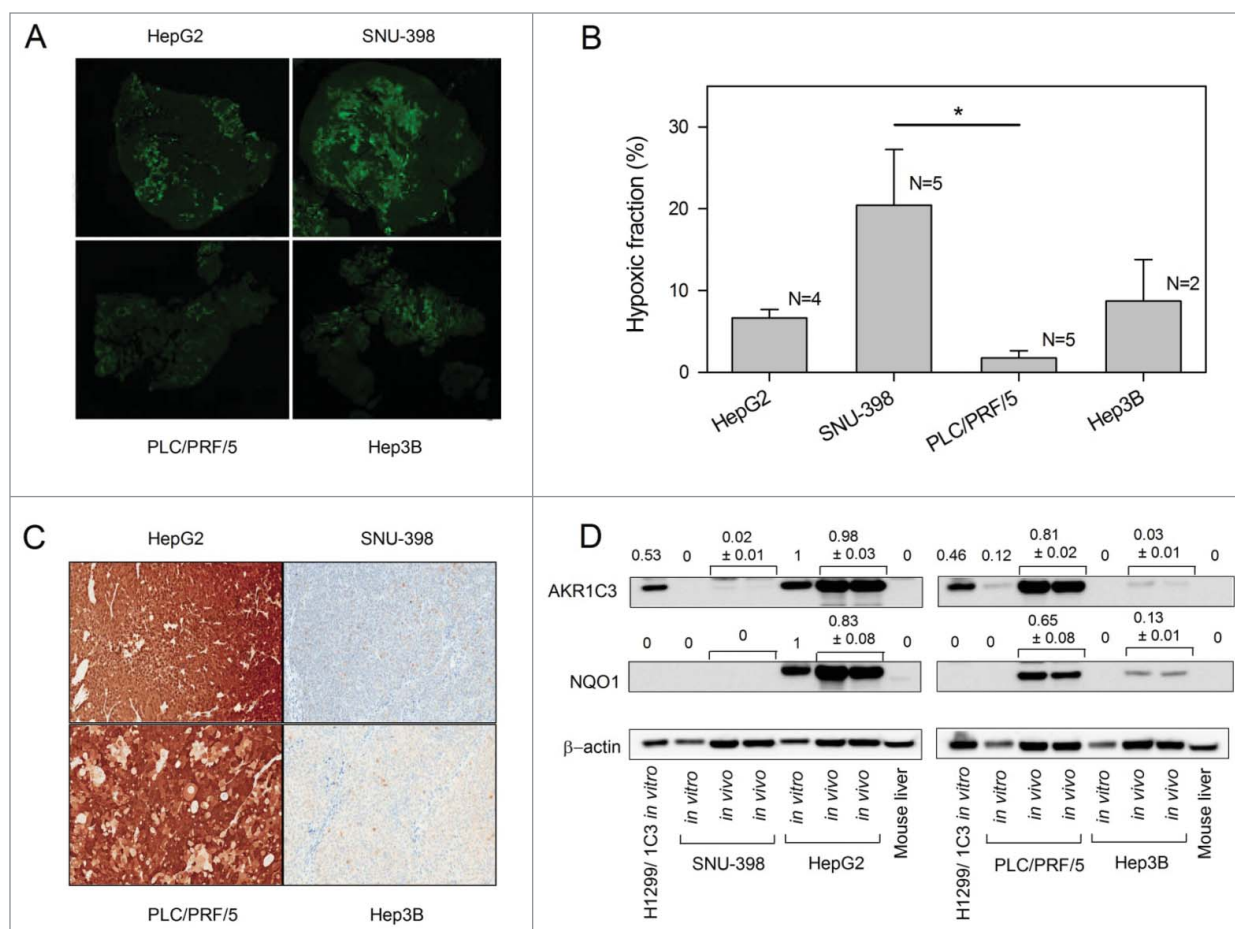 A
HepG2 SNU-398
PLC/PRF/5 Hep3B
B
Hypoxic fraction (%)
30
20
10
0
*
N=4
N=5
N=5
N=2
HepG2
SNU-398
PLC/PRF/5
Hep3B
C
HepG2 SNU-398
PLC/PRF/5 Hep3B
D
0.02 0.98 0.81 0.03
0.53 0 ± 0.01 1 ± 0.03 0 0.46 0.12 ± 0.02 0 ± 0.01 0
AKR1C3
0.83 0.65 0.13
0 0 0 1 ± 0.08 0 0 0 ± 0.08 0 ± 0.01 0
NQO1
β–actin
H1299/ 1C3 in vitro
in vitro
in vivo
in vivo
in vitro
in vivo
in vivo
Mouse liver
H1299/ 1C3 in vitro
in vitro
in vivo
in vivo
in vitro
in vivo
in vivo
Mouse liver
SNU-398 HepG2 PLC/PRF/5 Hep3B